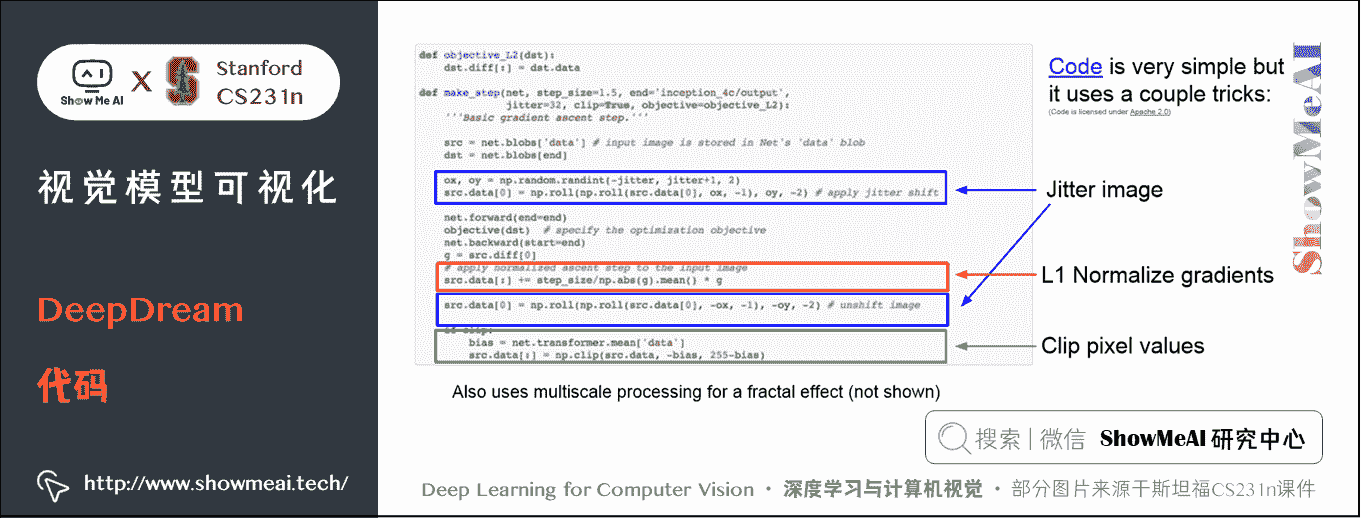 Show Me AI
X
Stanford
CS231n
视觉模型可视化
DeepDream
代码
http://www.showmeai.tech/
def objective_L2(dst):
    dst.diff[:] = dst.data
def make_step(net, step_size=1.5, end='inception_4c/output',
              jitter=32, clip=True, objective=objective_L2):
    '''Basic gradient ascent step.'''
    src = net.blobs['data'] # input image is stored in Net's 'data' blob
    dst = net.blobs[end]
    ox, oy = np.random.randint(-jitter, jitter+1, 2)
    src.data[0] = np.roll(np.roll(src.data[0], ox, -1), oy, -2) # apply jitter shift
    net.forward(end=end)
    objective(dst)  # specify the optimization objective
    net.backward(start=end)
    g = src.diff[0]
    # apply normalized ascent step to the input image
    src.data[:] += step_size/np.abs(g).mean() * g
    src.data[0] = np.roll(np.roll(src.data[0], -ox, -1), -oy, -2) # unshift image
    if clip:
        bias = net.transformer.mean['data']
        src.data[:] = np.clip(src.data, -bias, 255-bias)
Code is very simple but
it uses a couple tricks:
(Code is licensed under Apache 2.0)
Jitter image
L1 Normalize gradients
Clip pixel values
Also uses multiscale processing for a fractal effect (not shown)
ShowMeAI
搜索 | 微信 ShowMeAI 研究中心
Deep Learning for Computer Vision · 深度学习与计算机视觉 · 部分图片来源于斯坦福CS231n课件